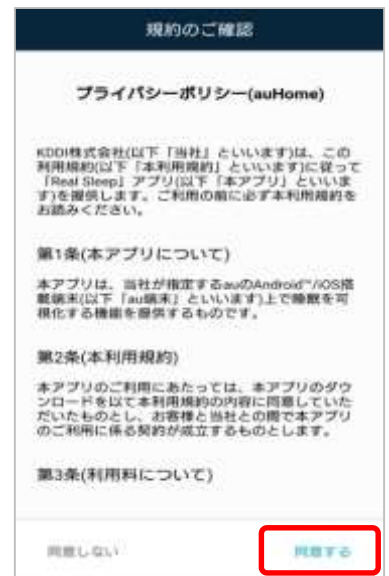 規約のご確認
プライバシーポリシー(auHome)
KDDI株式会社(以下「当社」といいます)は、この
利用規約(以下「本利用規約」といいます)に従って
「Real Sleep」アプリ(以下「本アプリ」といいま
す)を提供します。ご利用の前に必ず本利用規約を
お読みください。
第1条(本アプリについて)
本アプリは、当社が指定するauのAndroid™/iOS搭
載端末(以下「au端末」といいます)上で睡眠を可
視化する機能を提供するものです。
第2条(本利用規約)
本アプリのご利用にあたっては、本アプリのダウ
ンロードを以て本利用規約の内容に同意していた
だいたものとし、お客様と当社との間で本アプリ
のご利用に係る契約が成立するものとします。
第3条(利用料について)
同意しない
同意する